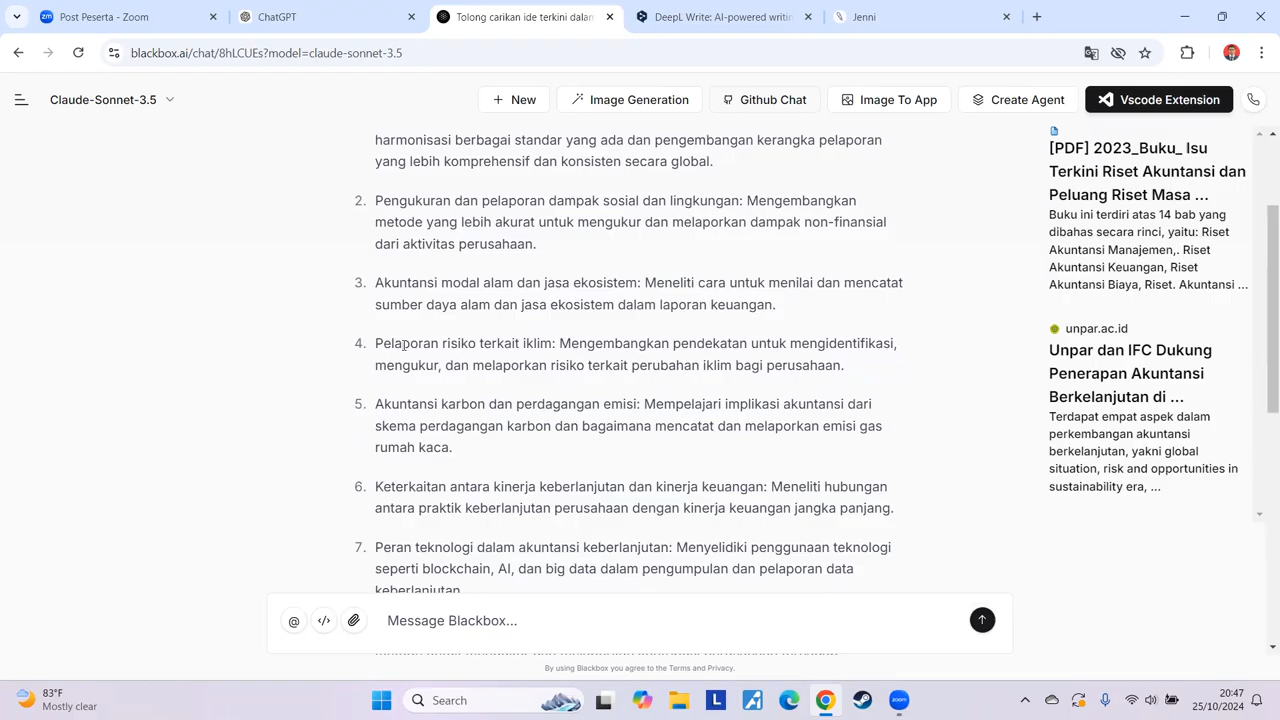 Post Peserta - Zoom
ChatGPT
Tolong carikan ide terkini dalam
DeepL Write: AI-powered writin
Jenni
blackbox.ai/chat/8hLCUEs?model=claude-sonnet-3.5
Claude-Sonnet-3.5
New
Image Generation
Github Chat
Image To App
Create Agent
Vscode Extension
harmonisasi berbagai standar yang ada dan pengembangan kerangka pelaporan
yang lebih komprehensif dan konsisten secara global.
2. Pengukuran dan pelaporan dampak sosial dan lingkungan: Mengembangkan
metode yang lebih akurat untuk mengukur dan melaporkan dampak non-finansial
dari aktivitas perusahaan.
3. Akuntansi modal alam dan jasa ekosistem: Meneliti cara untuk menilai dan mencatat
sumber daya alam dan jasa ekosistem dalam laporan keuangan.
4. Pelaporan risiko terkait iklim: Mengembangkan pendekatan untuk mengidentifikasi,
mengukur, dan melaporkan risiko terkait perubahan iklim bagi perusahaan.
5. Akuntansi karbon dan perdagangan emisi: Mempelajari implikasi akuntansi dari
skema perdagangan karbon dan bagaimana mencatat dan melaporkan emisi gas
rumah kaca.
6. Keterkaitan antara kinerja keberlanjutan dan kinerja keuangan: Meneliti hubungan
antara praktik keberlanjutan perusahaan dengan kinerja keuangan jangka panjang.
7. Peran teknologi dalam akuntansi keberlanjutan: Menyelidiki penggunaan teknologi
seperti blockchain, AI, dan big data dalam pengumpulan dan pelaporan data
keberlanjutan
[PDF] 2023_Buku_ Isu
Terkini Riset Akuntansi dan
Peluang Riset Masa ...
Buku ini terdiri atas 14 bab yang
dibahas secara rinci, yaitu: Riset
Akuntansi Manajemen,. Riset
Akuntansi Keuangan, Riset
Akuntansi Biaya, Riset. Akuntansi ...
unpar.ac.id
Unpar dan IFC Dukung
Penerapan Akuntansi
Berkelanjutan di ...
Terdapat empat aspek dalam
perkembangan akuntansi
berkelanjutan, yakni global
situation, risk and opportunities in
sustainability era, ...
@
</>
Message Blackbox...
By using Blackbox you agree to the Terms and Privacy.
83°F
Mostly clear
Search
L
zoom
20:47
25/10/2024